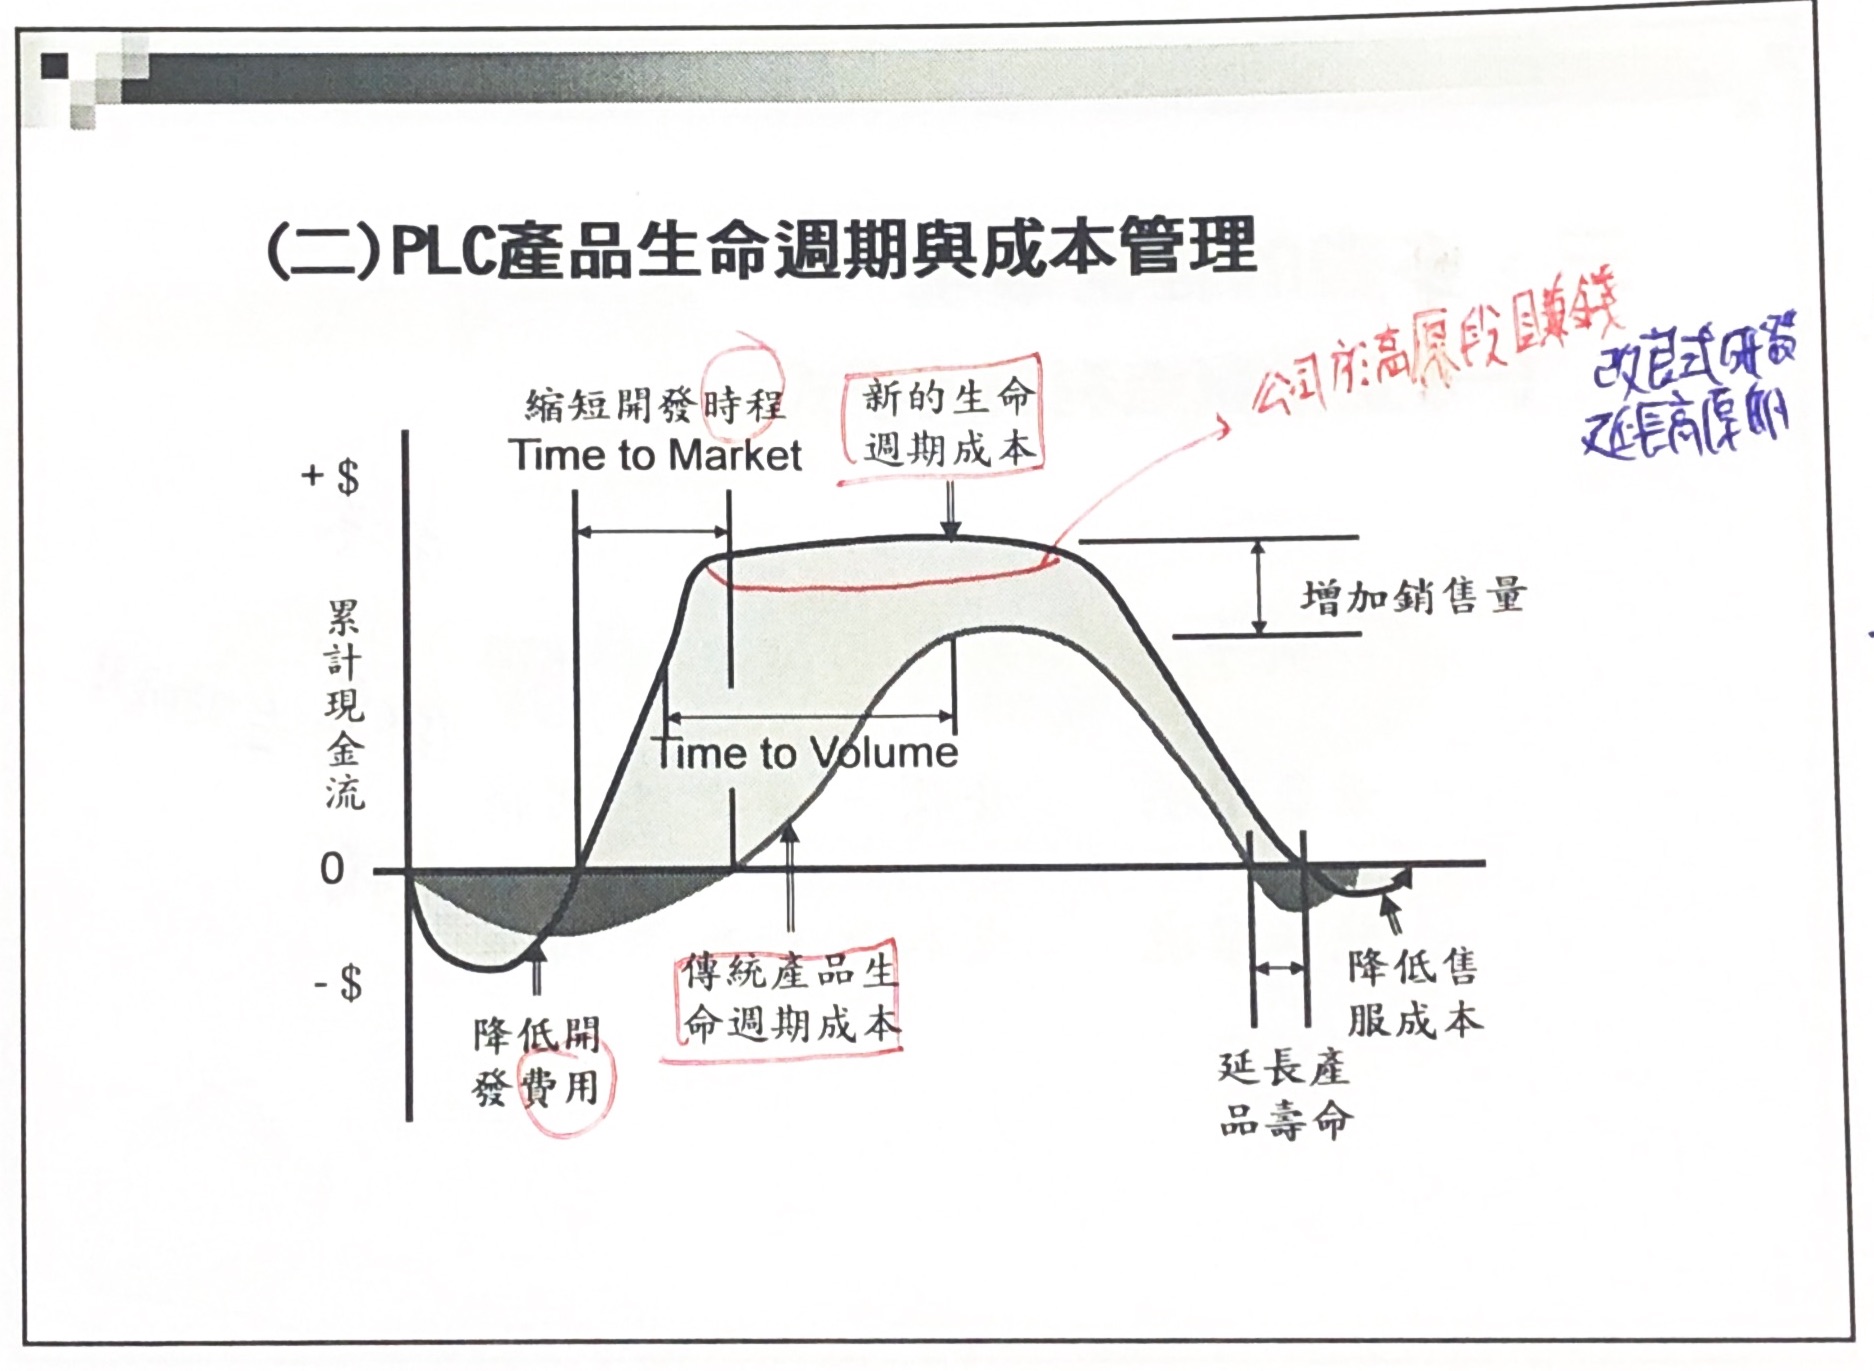 (二)PLC產品生命週期與成本管理
公司於高原段賺錢
改良式研發
延長高原期
縮短開發時程
Time to Market
新的生命
週期成本
+ $
增加銷售量
累計現金流
Time to Volume
0
- $
傳統產品生
命週期成本
降低開
發費用
降低售
服成本
延長產
品壽命